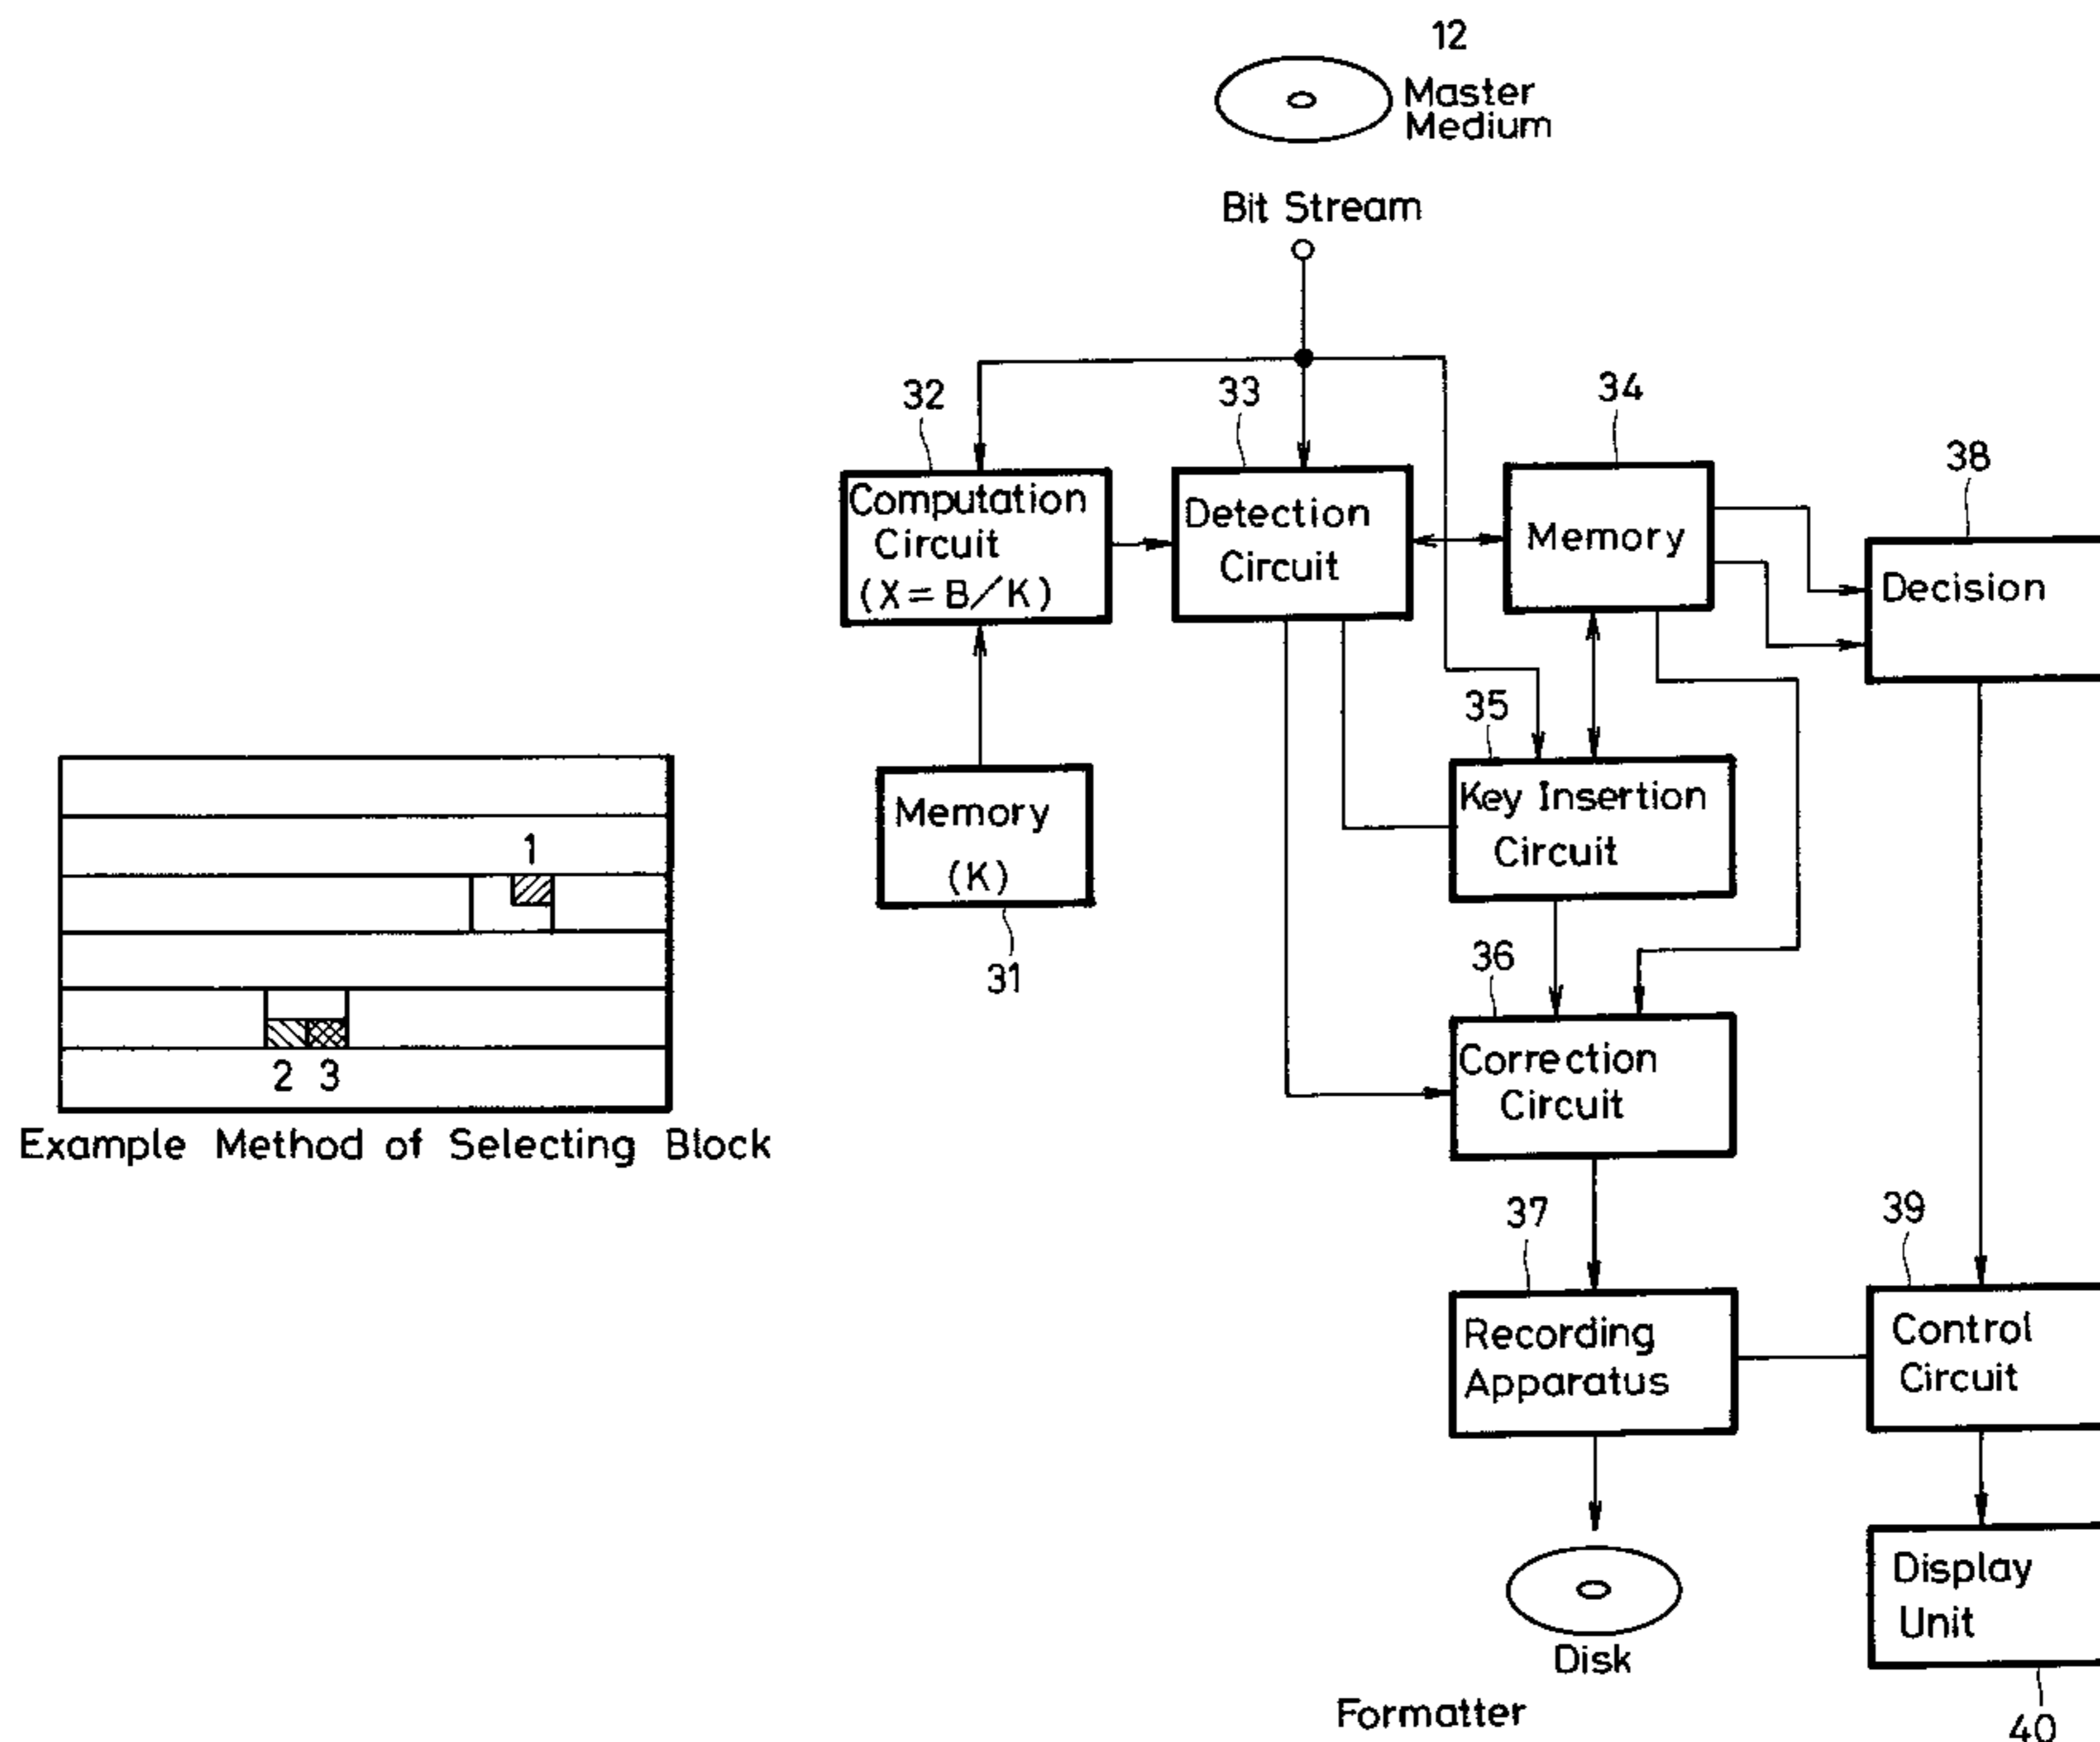 12
Master
Medium
Bit Stream
32
33
34
38
Computation
Circuit
(X=B/K)
Detection
Circuit
Memory
Decision
35
Memory
(K)
31
Key Insertion
Circuit
1
2 3
Example Method of Selecting Block
36
Correction
Circuit
37
39
Recording
Apparatus
Control
Circuit
Disk
Display
Unit
Formatter
40